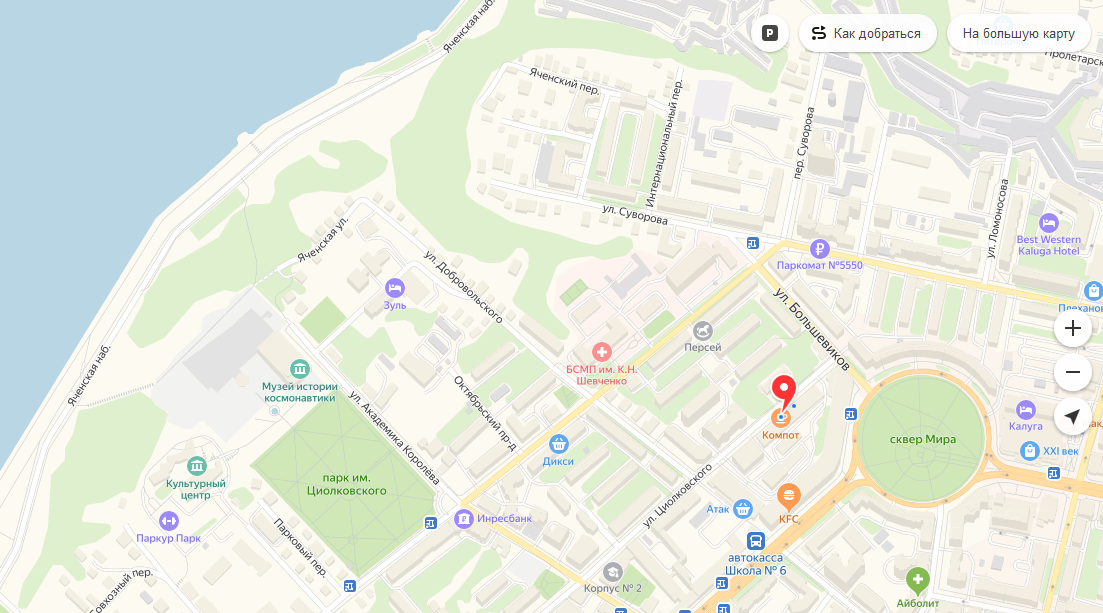 Яченская наб.
P
Как добраться
На большую карту
Пролетарс
Яченский пер.
Интернациональный пер.
пер. Суворова
ул. Суворова
ул. Ломоносова
Best Western
Kaluga Hotel
₽
Паркомат №5550
Яченская ул.
ул. Добровольского
Зуль
Плеханов
ул. Большевиков
Персей
БСМП им. К.Н.
Шевченко
Яченская наб.
Музей истории
космонавтики
ул. Академика Королёва
Октябрьский пр-д
Компот
сквер Мира
Калуга
XXI век
Дикси
парк им.
Циолковского
Культурный
центр
ул. Циолковского
Атак
KFC
₽
Инресбанк
Паркур Парк
Парковый пер.
автокасса
Школа № 6
Корпус № 2
Совхозный пер.
Айболит